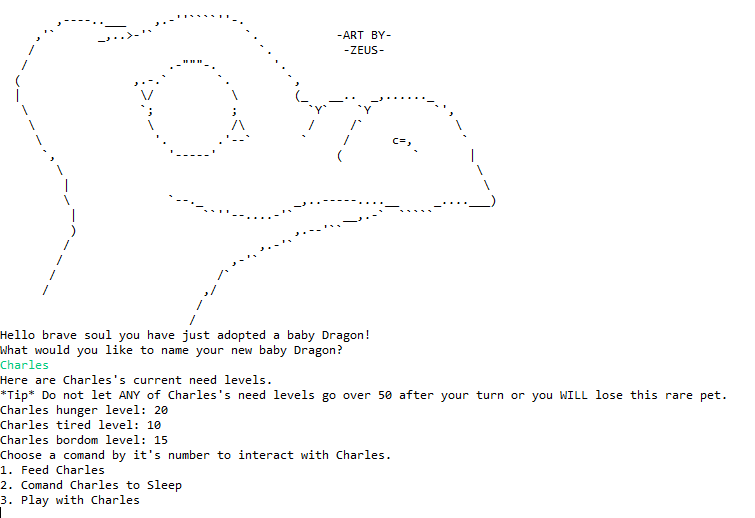 -ART BY-
-ZEUS-
Hello brave soul you have just adopted a baby Dragon!
What would you like to name your new baby Dragon?
Charles
Here are Charles's current need levels.
*Tip* Do not let ANY of Charles's need levels go over 50 after your turn or you WILL lose this rare pet.
Charles hunger level: 20
Charles tired level: 10
Charles bordom level: 15
Choose a comand by it's number to interact with Charles.
1. Feed Charles
2. Comand Charles to Sleep
3. Play with Charles